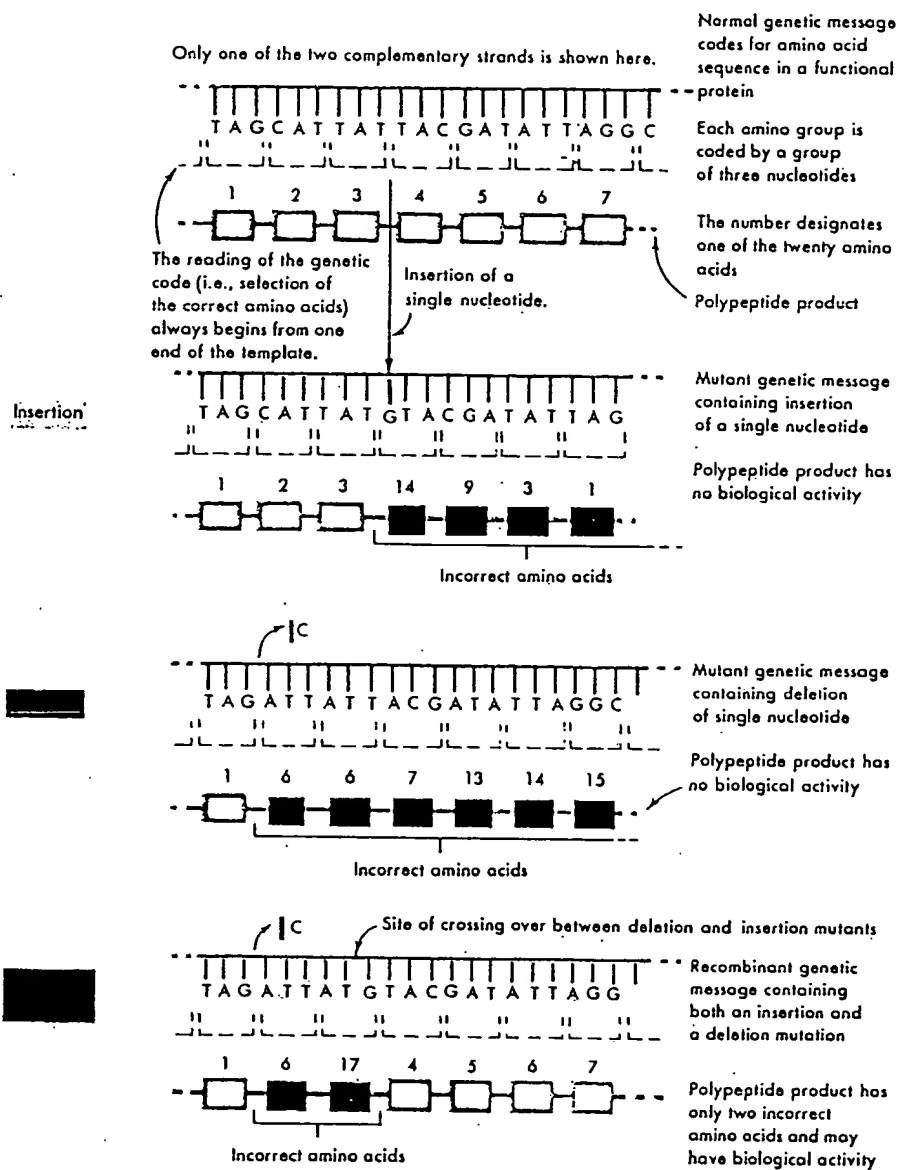 Only one of the two complementary strands is shown here.
Normal genetic message
codes for amino acid
sequence in a functional
protein
T A G C A T T A T T A C G A T A T T A G G C
Each amino group is
coded by a group
of three nucleotides
1 2 3 4 5 6 7
The number designates
one of the twenty amino
acids
Polypeptide product
The reading of the genetic
code (i.e., selection of
the correct amino acids)
always begins from one
end of the template.
Insertion of a
single nucleotide.
Insertion
T A G C A T T A T G T A C G A T A T T A G
Mutant genetic message
containing insertion
of a single nucleotide
Polypeptide product has
no biological activity
1 2 3 14 9 3 1
Incorrect amino acids
C
T A G A T T A T T A C G A T A T T A G G C
Mutant genetic message
containing deletion
of single nucleotide
Polypeptide product has
no biological activity
1 6 6 7 13 14 15
Incorrect amino acids
C
Site of crossing over between deletion and insertion mutants
T A G A T T A T G T A C G A T A T T A G G
Recombinant genetic
message containing
both an insertion and
a deletion mutation
1 6 17 4 5 6 7
Incorrect amino acids
Polypeptide product has
only two incorrect
amino acids and may
have biological activity